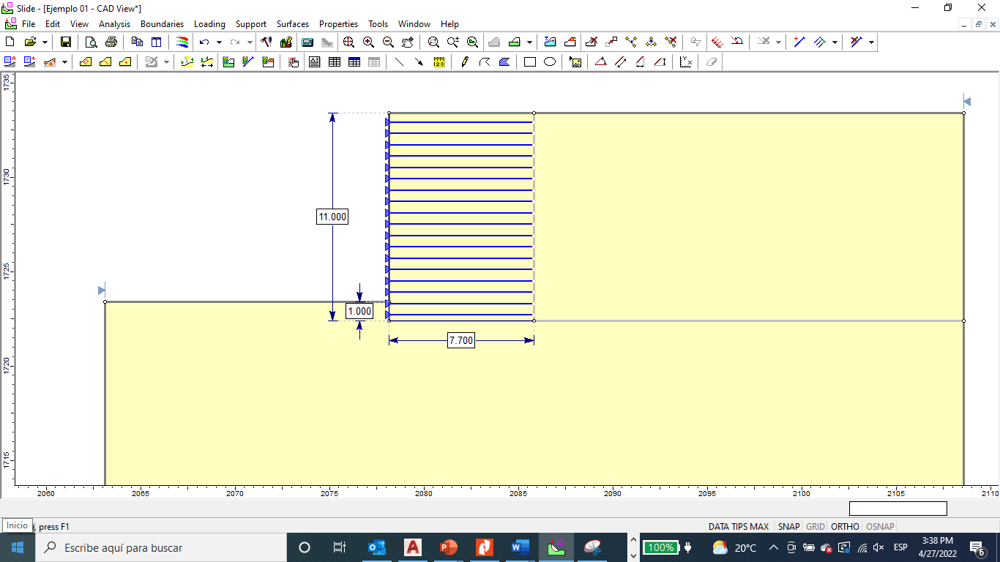 Slide - [Ejemplo 01 - CAD View*]
File Edit View Analysis Boundaries Loading Support Surfaces Properties Tools Window Help
1735
1730
1725
1720
1715
11.000
1.000
7.700
2060 2065 2070 2075 2080 2085 2090 2095 2100 2105 2110
Inicio , press F1
DATA TIPS MAX SNAP GRID ORTHO OSNAP
Escribe aquí para buscar
100% 20°C ESP
3:38 PM
4/27/2022
6